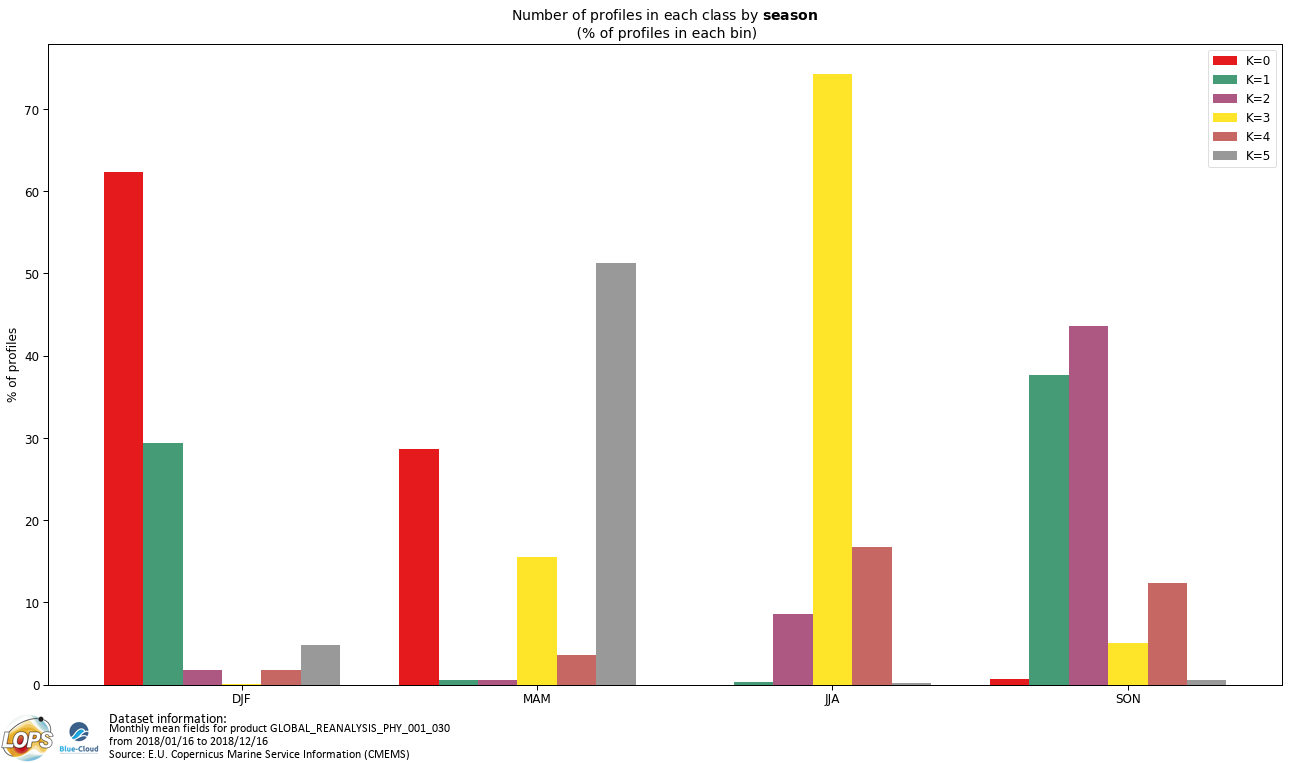 Number of profiles in each class by season
(% of profiles in each bin)
K=0
K=1
K=2
K=3
K=4
K=5
% of profiles
70
60
50
40
30
20
10
0
DJF
MAM
JJA
SON
LOPS
Blue-Cloud
Dataset information:
Monthly mean fields for product GLOBAL_REANALYSIS_PHY_001_030
from 2018/01/16 to 2018/12/16
Source: E.U. Copernicus Marine Service Information (CMEMS)